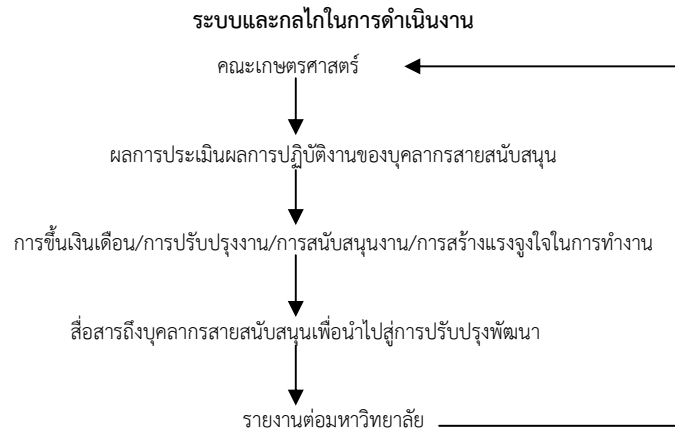 ระบบและกลไกในการดำเนินงาน
คณะเกษตรศาสตร์
ผลการประเมินผลการปฏิบัติงานของบุคลากรสายสนับสนุน
การขึ้นเงินเดือน/การปรับปรุงงาน/การสนับสนุนงาน/การสร้างแรงจูงใจในการทำงาน
สื่อสารถึงบุคลากรสายสนับสนุนเพื่อนำไปสู่การปรับปรุงพัฒนา
รายงานต่อมหาวิทยาลัย